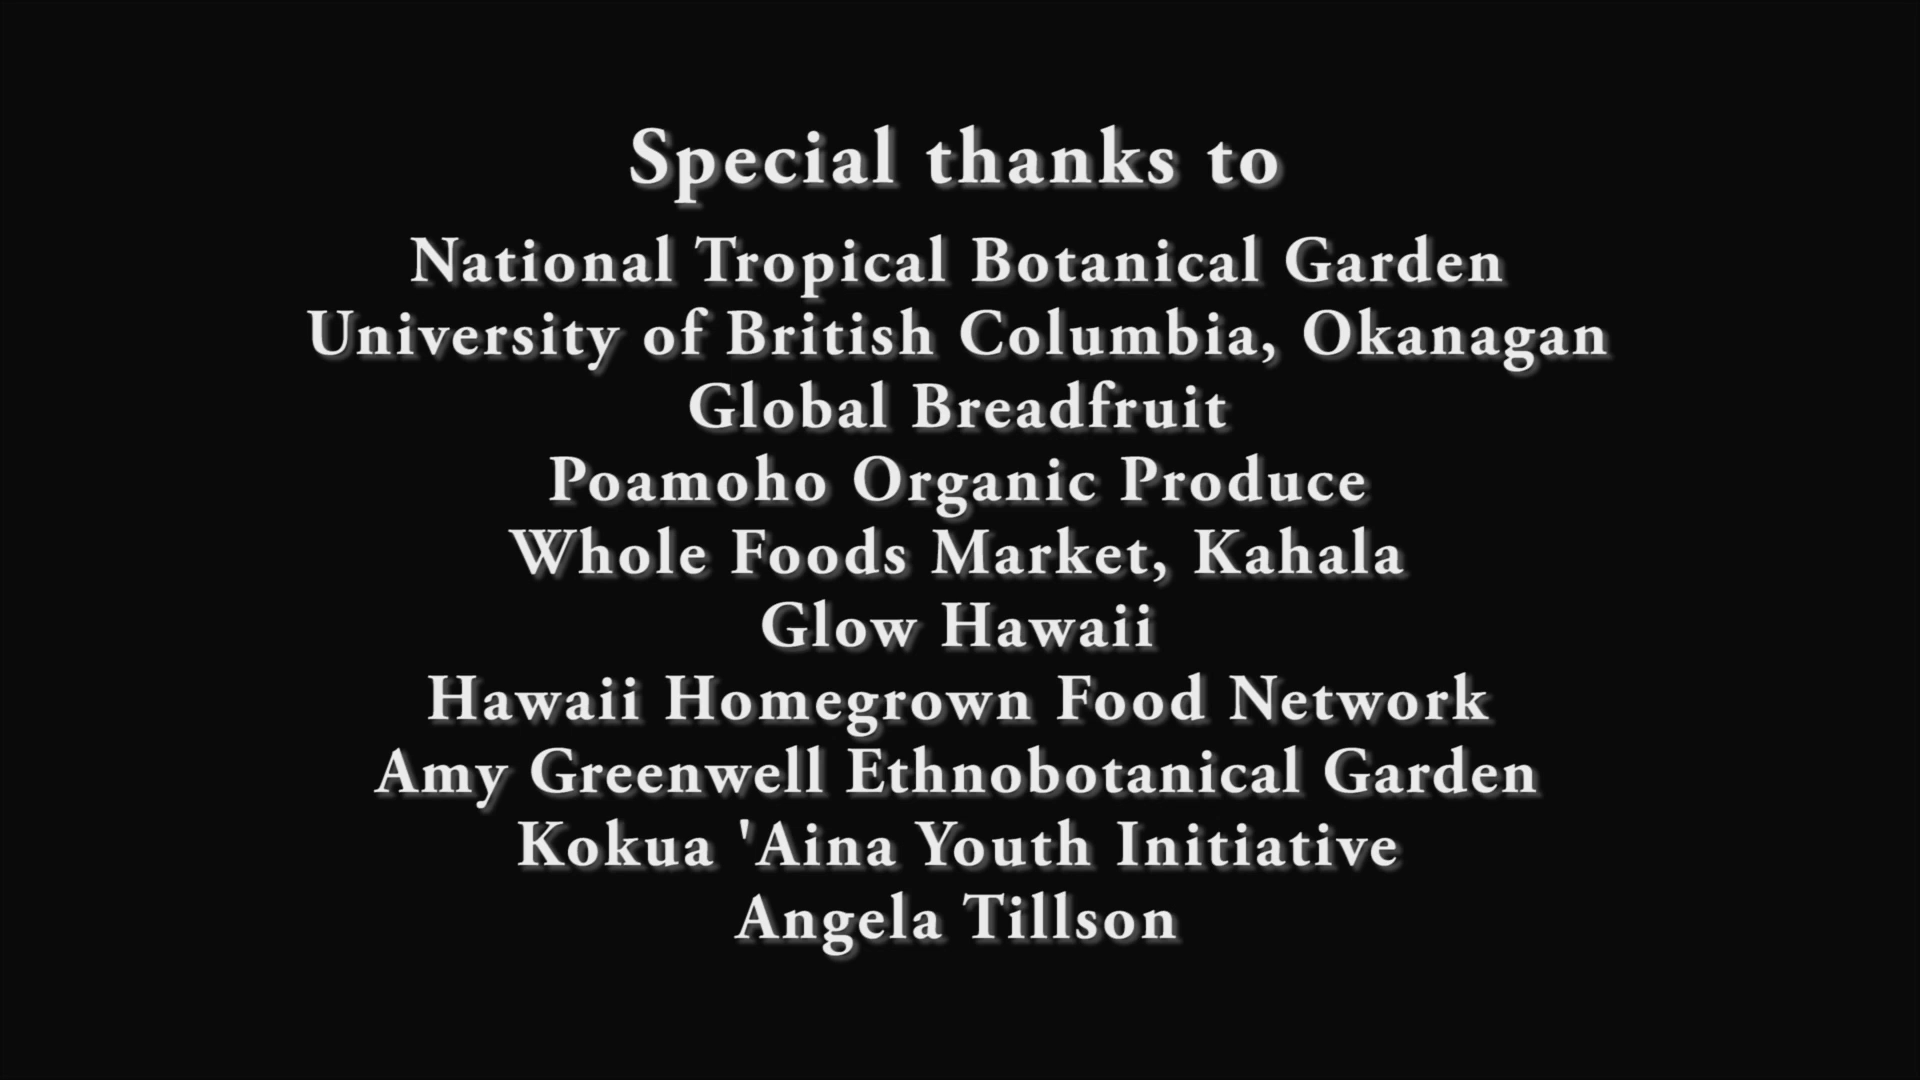 Special thanks to
National Tropical Botanical Garden
University of British Columbia, Okanagan
Global Breadfruit
Poamoho Organic Produce
Whole Foods Market, Kahala
Glow Hawaii
Hawaii Homegrown Food Network
Amy Greenwell Ethnobotanical Garden
Kokua 'Aina Youth Initiative
Angela Tillson